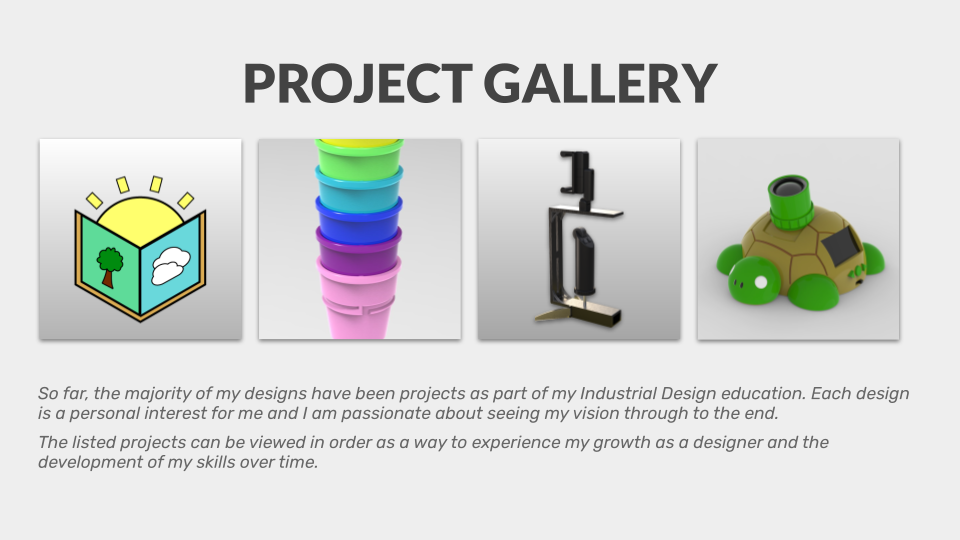 PROJECT GALLERY
So far, the majority of my designs have been projects as part of my Industrial Design education. Each design
is a personal interest for me and I am passionate about seeing my vision through to the end.
The listed projects can be viewed in order as a way to experience my growth as a designer and the
development of my skills over time.